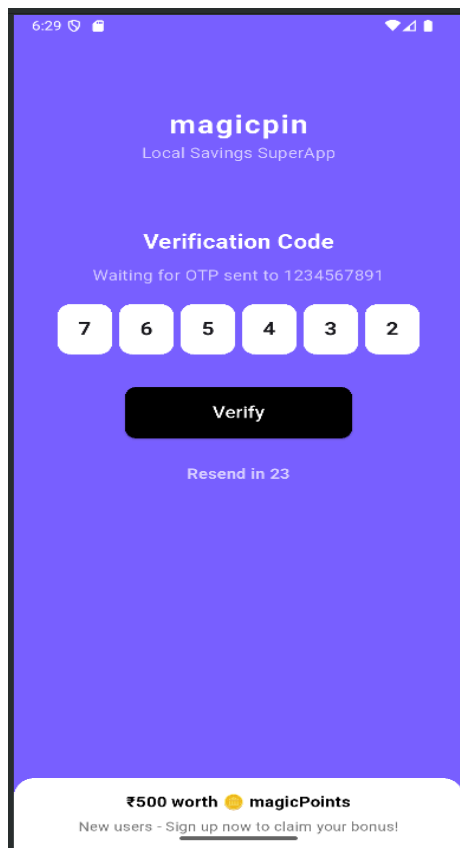 6:29
magicpin
Local Savings SuperApp
Verification Code
Waiting for OTP sent to 1234567891
7 6 5 4 3 2
Verify
Resend in 23
₹500 worth 🪙 magicPoints
New users - Sign up now to claim your bonus!